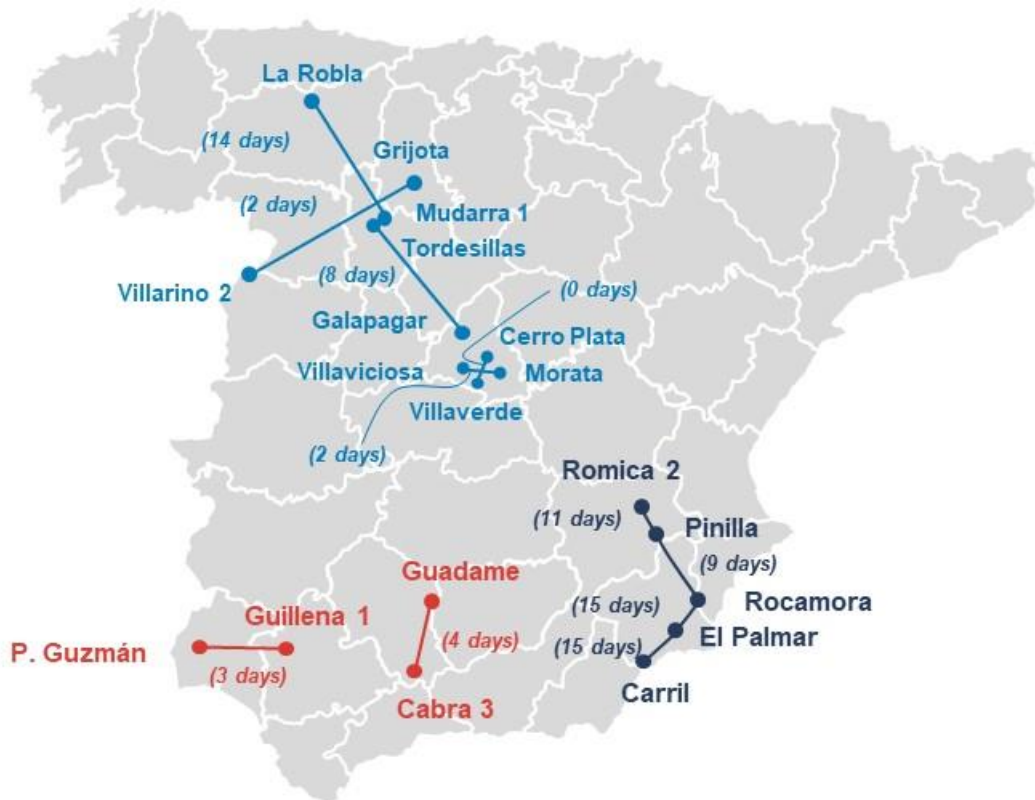 La Robla
(14 days)
Grijota
(2 days)
Mudarra 1
Tordesillas
(8 days)
(0 days)
Villarino 2
Galapagar
Cerro Plata
Villaviciosa
Morata
Villaverde
(2 days)
Romica 2
(11 days)
Pinilla
(9 days)
Guadame
(15 days)
Rocamora
Guillena 1
El Palmar
(4 days)
(15 days)
P. Guzmán
(3 days)
Carril
Cabra 3